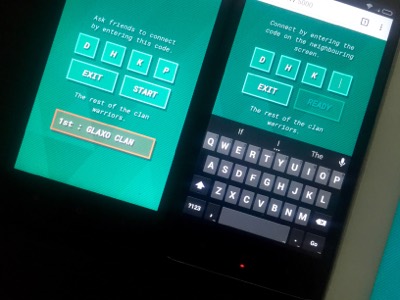 Ask friends to connect
by entering this code.
D H K P
EXIT START
The rest of the clan
warriors.
1st : GLAXO CLAN
Connect by entering the
code on the neighbouring
screen.
D H K
EXIT READY
The rest of the clan
warriors.
If I The
Q W E R T Y U I O P
A S D F G H J K L
Z X C V B N M
?123 , . Go